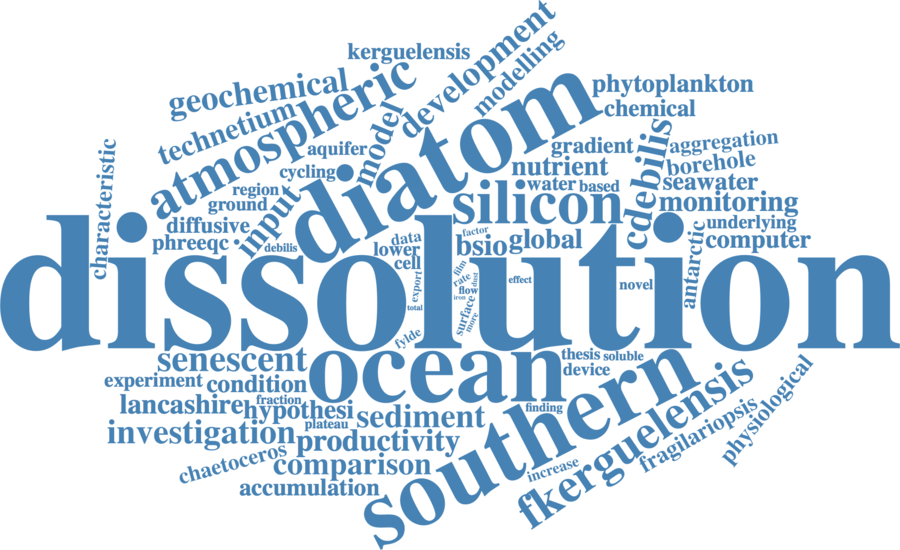 kerguelensis
development
modelling
geochemical
atmospheric
technetium
model
diatom
phytoplankton
chemical
characteristic
aquifer
cycling
region
ground
input
gradient
nutrient
water
based
silicon
cdebilis
aggregation
borehole
seawater
monitoring
underlying
computer
antarctic
diffusive
phreeqc
debilis
data
lower
cell
factor
bsio
global
dissolution
export
total
film
rate
dust
flow
iron
surface
more
effect
novel
fylde
senescent
ocean
thesis
soluble
device
experiment
condition
fraction
lancashire
hypothesi
plateau
sediment
finding
southern
investigation
productivity
chaetoceros
comparison
accumulation
increase
fkerguelensis
fragilariopsis
physiological